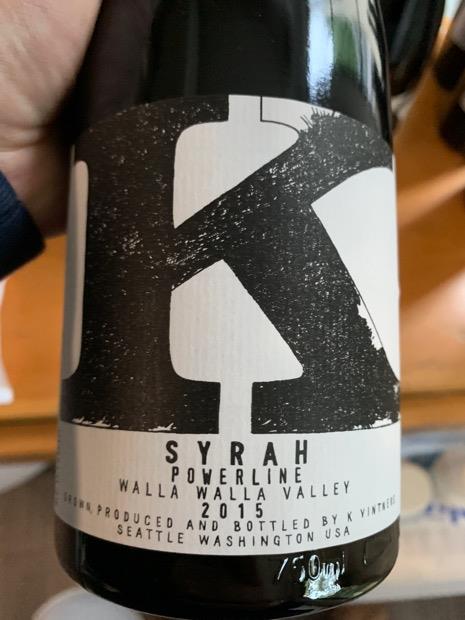 K
SYRAH
POWERLINE
WALLA WALLA VALLEY
2015
GROWN, PRODUCED AND BOTTLED BY K VINTNERS
SEATTLE WASHINGTON USA
750ml